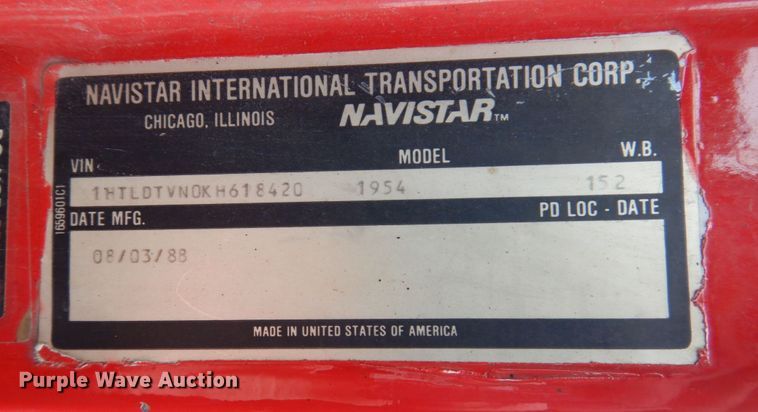 NAVISTAR INTERNATIONAL TRANSPORTATION CORP.
CHICAGO, ILLINOIS NAVISTAR™
VIN MODEL W.B.
1HTLDTVN0KH618420 1954 152
1659601C1
DATE MFG. PD LOC - DATE
08/03/88
MADE IN UNITED STATES OF AMERICA
Purple Wave Auction